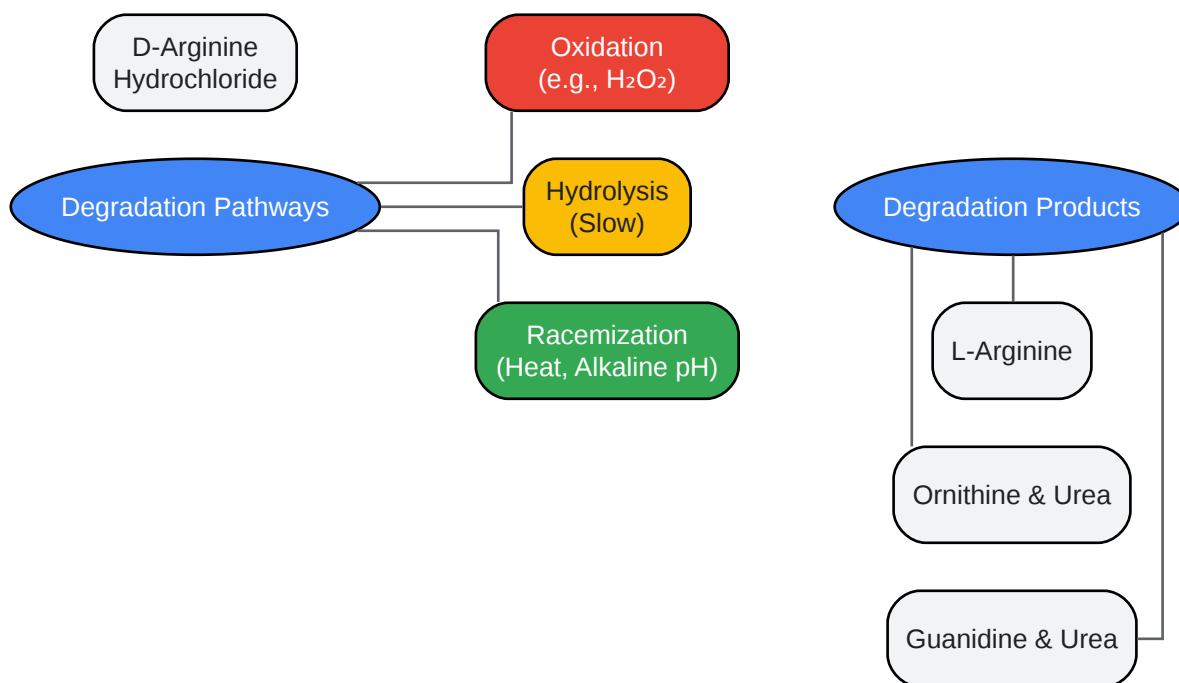 D-Arginine
Hydrochloride
Oxidation
(e.g., H₂O₂)
Degradation Pathways
Hydrolysis
(Slow)
Racemization
(Heat, Alkaline pH)
Degradation Products
L-Arginine
Ornithine & Urea
Guanidine & Urea